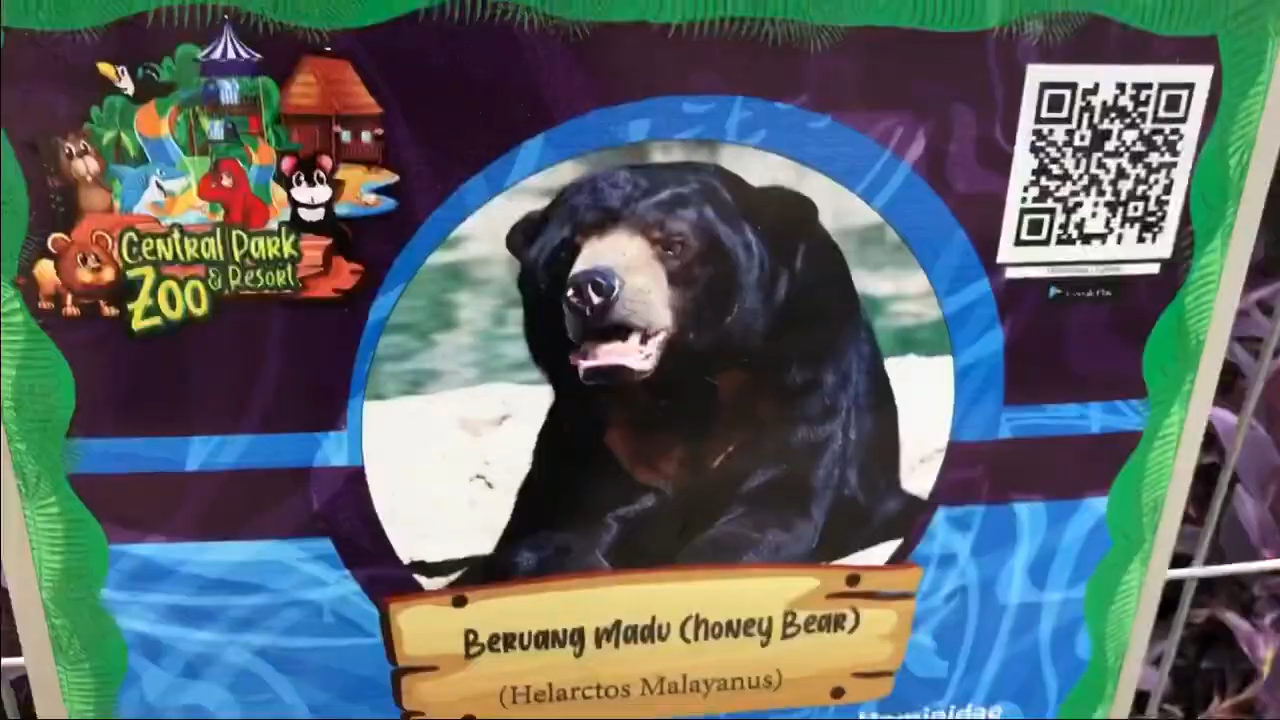 Central Park
Zoo & Resort
Beruang Madu (Honey Bear)
(Helarctos Malayanus)